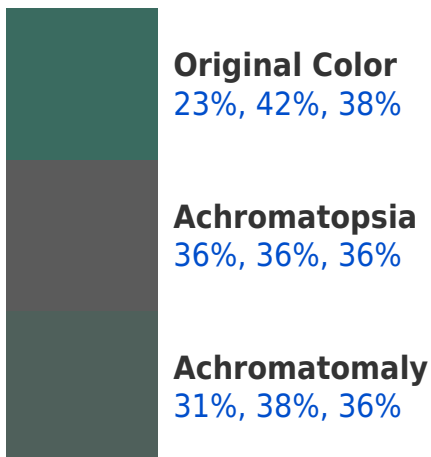 Original Color
23%, 42%, 38%
Achromatopsia
36%, 36%, 36%
Achromatomaly
31%, 38%, 36%